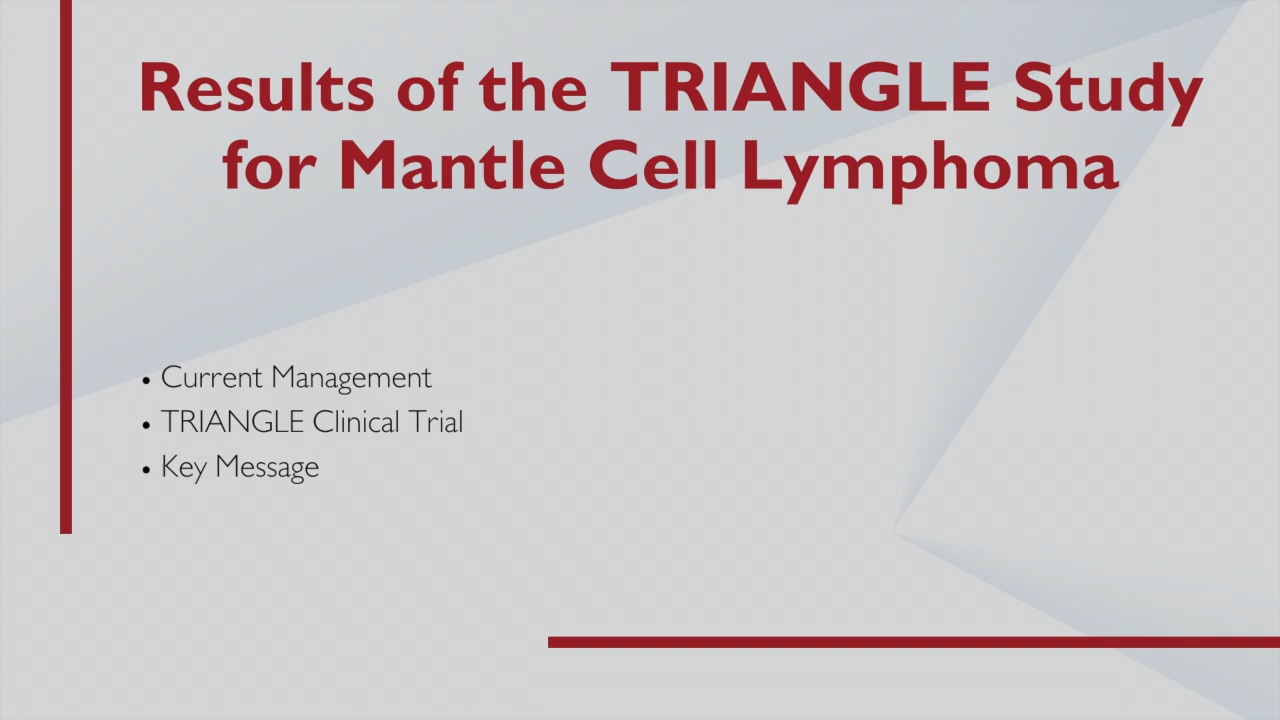 Results of the TRIANGLE Study
for Mantle Cell Lymphoma
• Current Management
• TRIANGLE Clinical Trial
• Key Message